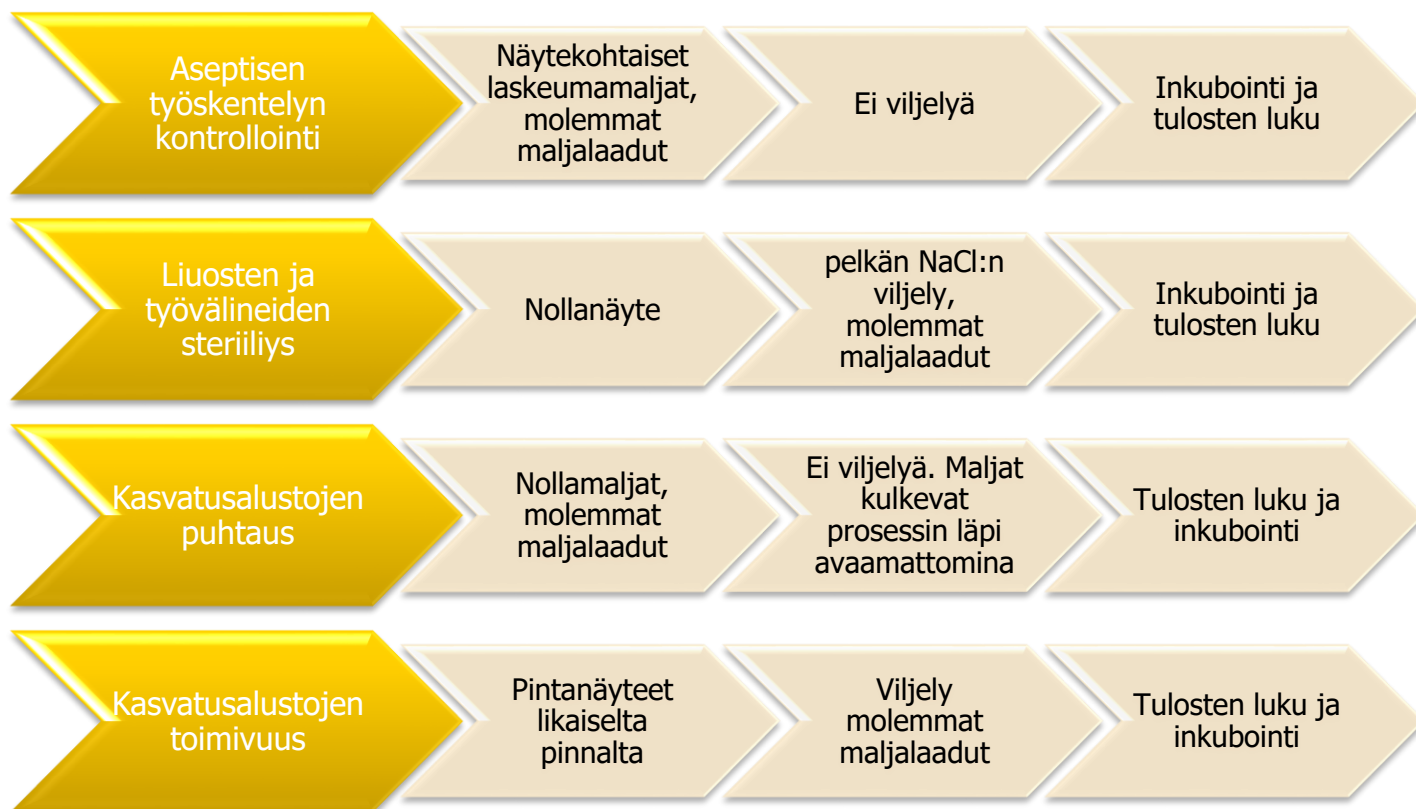 Aseptisen
työskentelyn
kontrollointi
Näytekohtaiset
laskeumamaljat,
molemmat
maljalaadut
Ei viljelyä
Inkubointi ja
tulosten luku
Liuosten ja
työvälineiden
steriiliys
Nollanäyte
pelkän NaCl:n
viljely,
molemmat
maljalaadut
Inkubointi ja
tulosten luku
Kasvatusalustojen
puhtaus
Nollamaljat,
molemmat
maljalaadut
Ei viljelyä. Maljat
kulkevat
prosessin läpi
avaamattomina
Tulosten luku ja
inkubointi
Kasvatusalustojen
toimivuus
Pintanäyteet
likaiselta
pinnalta
Viljely
molemmat
maljalaadut
Tulosten luku ja
inkubointi